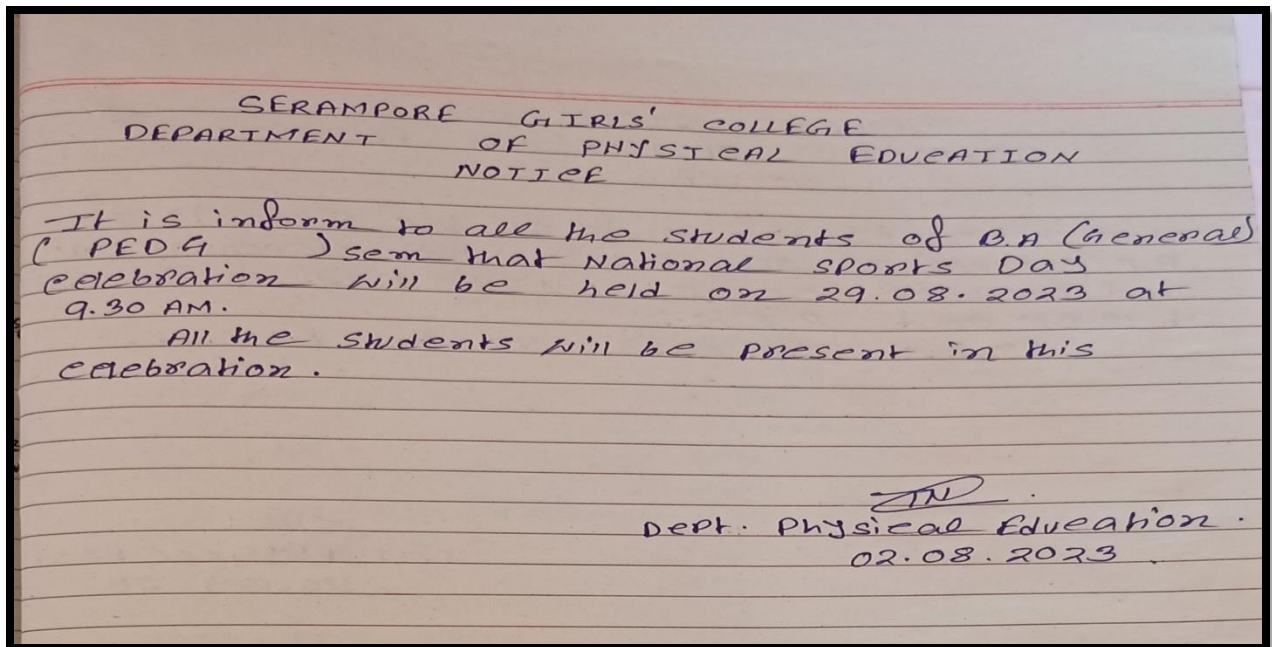 SERAMPORE GIRLS' COLLEGE
DEPARTMENT OF PHYSICAL EDUCATION
NOTICE
It is inform to all the students of B.A (General)
( PEDG ) sem that National sports Day
celebration will be held on 29.08.2023 at
9.30 AM.
All the students will be present in this
celebration.
Dept. Physical Education.
02.08.2023